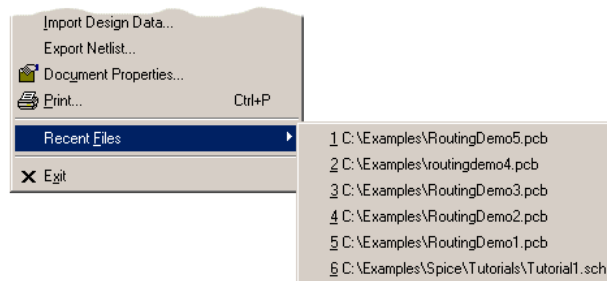 Import Design Data...
Export Netlist...
Document Properties...
Print... Ctrl+P
Recent Files
Exit
1 C:\Examples\RoutingDemo5.pcb
2 C:\Examples\routingdemo4.pcb
3 C:\Examples\RoutingDemo3.pcb
4 C:\Examples\RoutingDemo2.pcb
5 C:\Examples\RoutingDemo1.pcb
6 C:\Examples\Spice\Tutorials\Tutorial1.sch